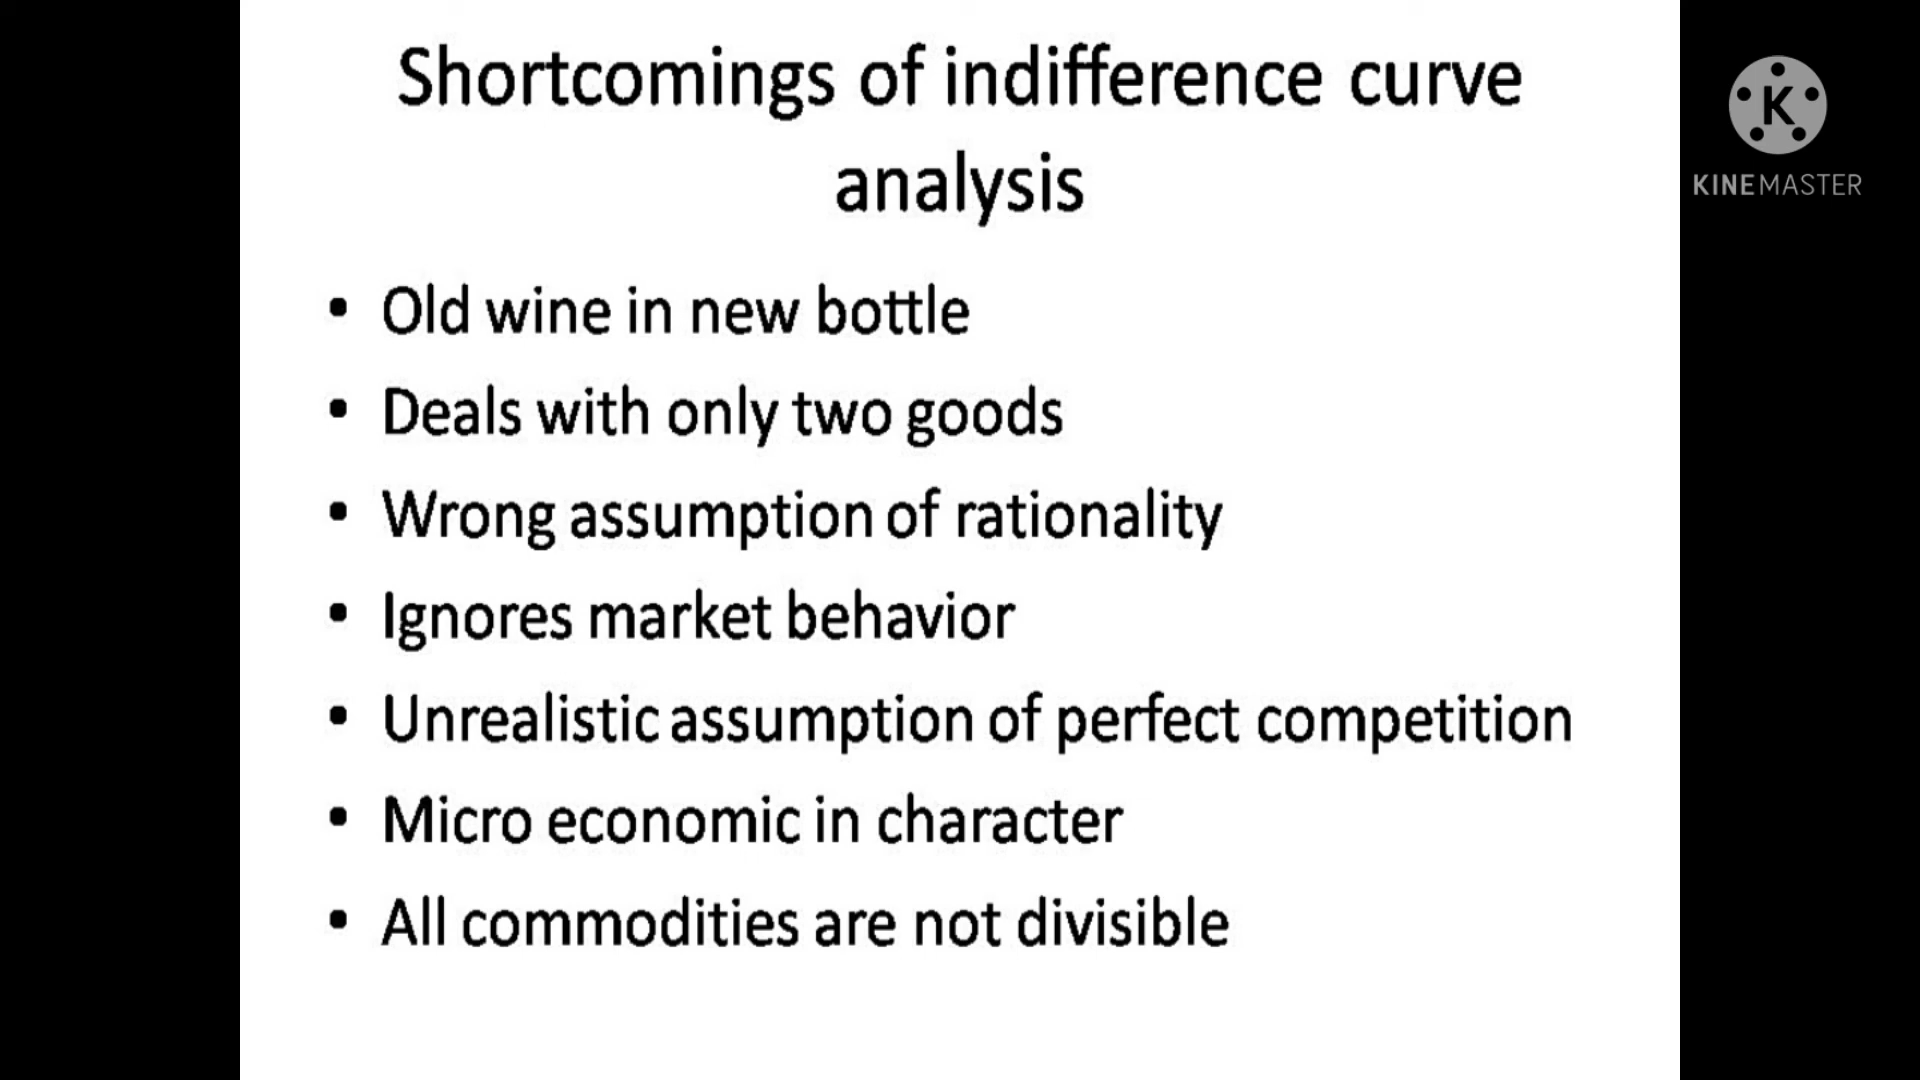 Shortcomings of indifference curve
analysis
K
KINEMASTER
• Old wine in new bottle
• Deals with only two goods
• Wrong assumption of rationality
• Ignores market behavior
• Unrealistic assumption of perfect competition
• Micro economic in character
• All commodities are not divisible